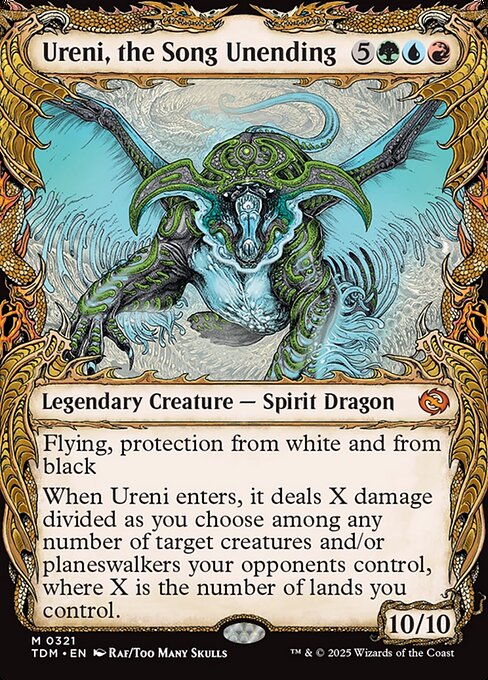 Ureni, the Song Unending 5
Legendary Creature — Spirit Dragon
Flying, protection from white and from
black
When Ureni enters, it deals X damage
divided as you choose among any
number of target creatures and/or
planeswalkers your opponents control,
where X is the number of lands you
control.
10/10
M 0321
TDM • EN Raf/Too Many Skulls
™ & © 2025 Wizards of the Coast